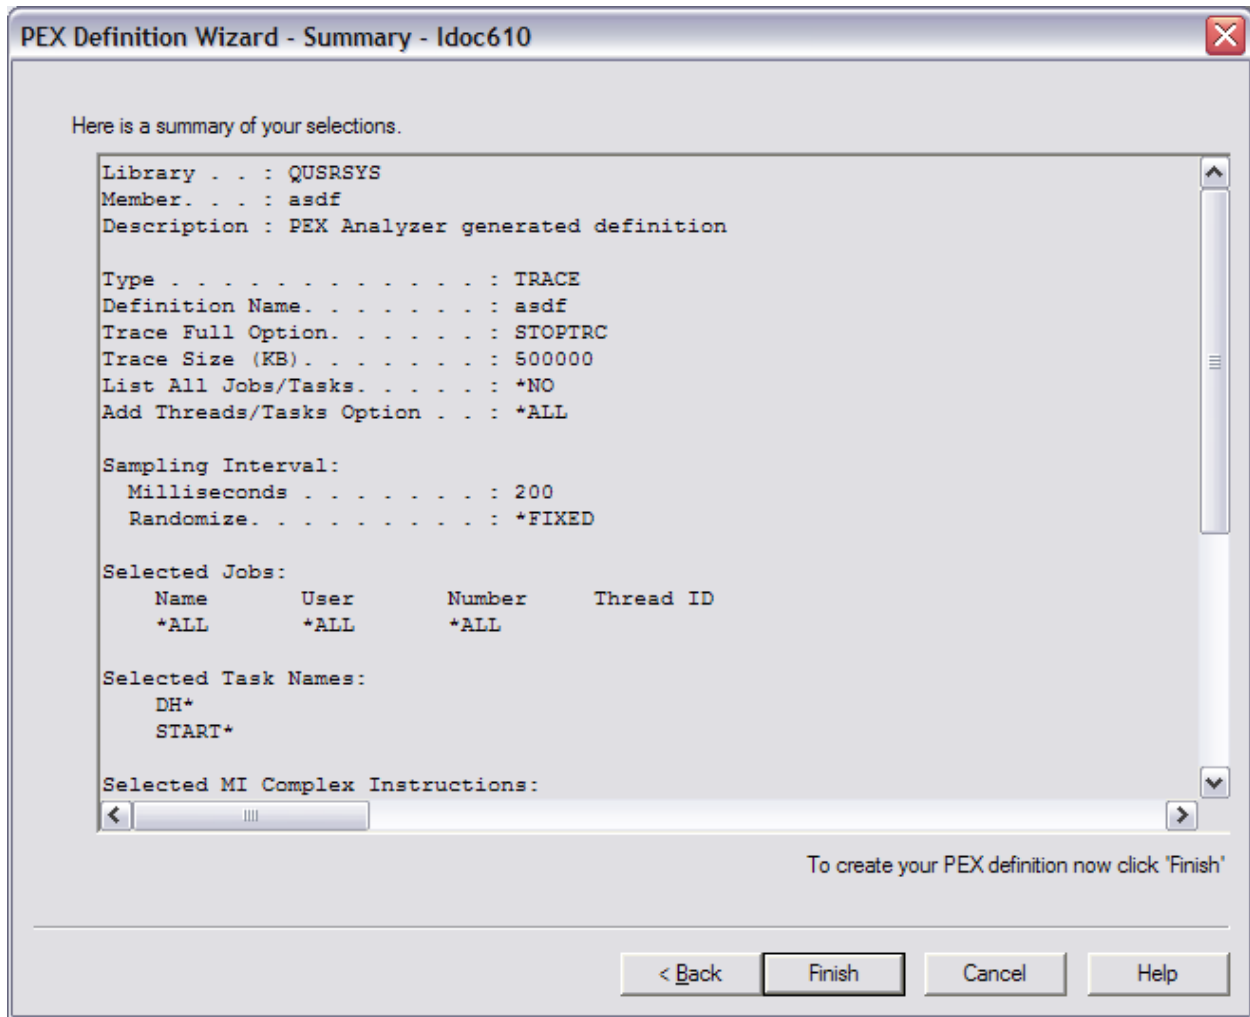 PEX Definition Wizard - Summary - Idoc610
Here is a summary of your selections.
Library . . : QUSRSYS
Member. . . : asdf
Description : PEX Analyzer generated definition
Type . . . . . . . . . . . . : TRACE
Definition Name. . . . . . . : asdf
Trace Full Option. . . . . . : STOPTRC
Trace Size (KB). . . . . . . : 500000
List All Jobs/Tasks. . . . . : *NO
Add Threads/Tasks Option . . : *ALL
Sampling Interval:
Milliseconds . . . . . . . : 200
Randomize. . . . . . . . . : *FIXED
Selected Jobs:
Name User Number Thread ID
*ALL *ALL *ALL
Selected Task Names:
DH*
START*
Selected MI Complex Instructions:
To create your PEX definition now click 'Finish'
< Back Finish Cancel Help